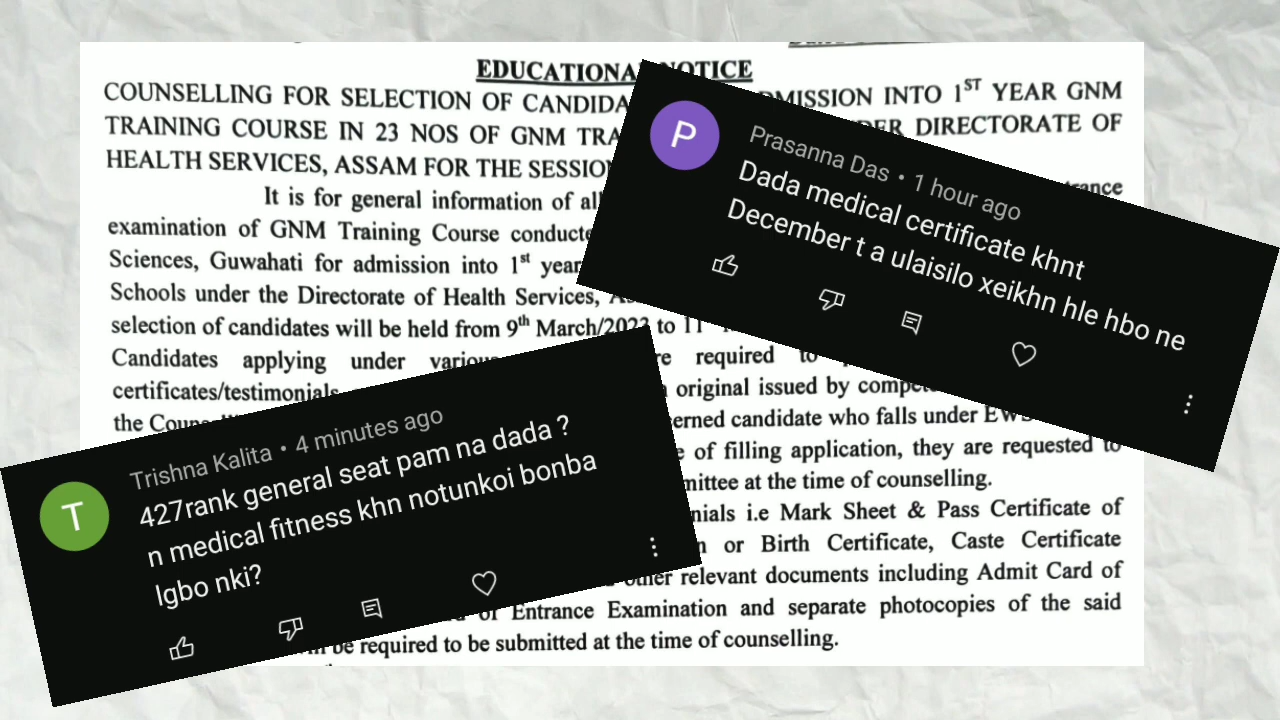 EDUCATIONA NOTICE
COUNSELLING FOR SELECTION OF CANDIDA DMISSION INTO 1ST YEAR GNM
TRAINING COURSE IN 23 NOS OF GNM TRA DER DIRECTORATE OF
HEALTH SERVICES, ASSAM FOR THE SESSIO
It is for general information of al trance
examination of GNM Training Course conducte
Sciences, Guwahati for admission into 1st year
Schools under the Directorate of Health Services,
selection of candidates will be held from 9th March/2023 to 11
Candidates applying under various re required to
certificates/testimonials original issued by compe
the Couns erned candidate who falls under EWS
e of filling application, they are requested to
mittee at the time of counselling.
nials i.e Mark Sheet & Pass Certificate of
n or Birth Certificate, Caste Certificate
other relevant documents including Admit Card of
of Entrance Examination and separate photocopies of the said
be required to be submitted at the time of counselling.
P
Prasanna Das • 1 hour ago
Dada medical certificate khnt
December t a ulaisilo xeikhn hle hbo ne
T
Trishna Kalita • 4 minutes ago
427rank general seat pam na dada ?
n medical fitness khn notunkoi bonba
lgbo nki?